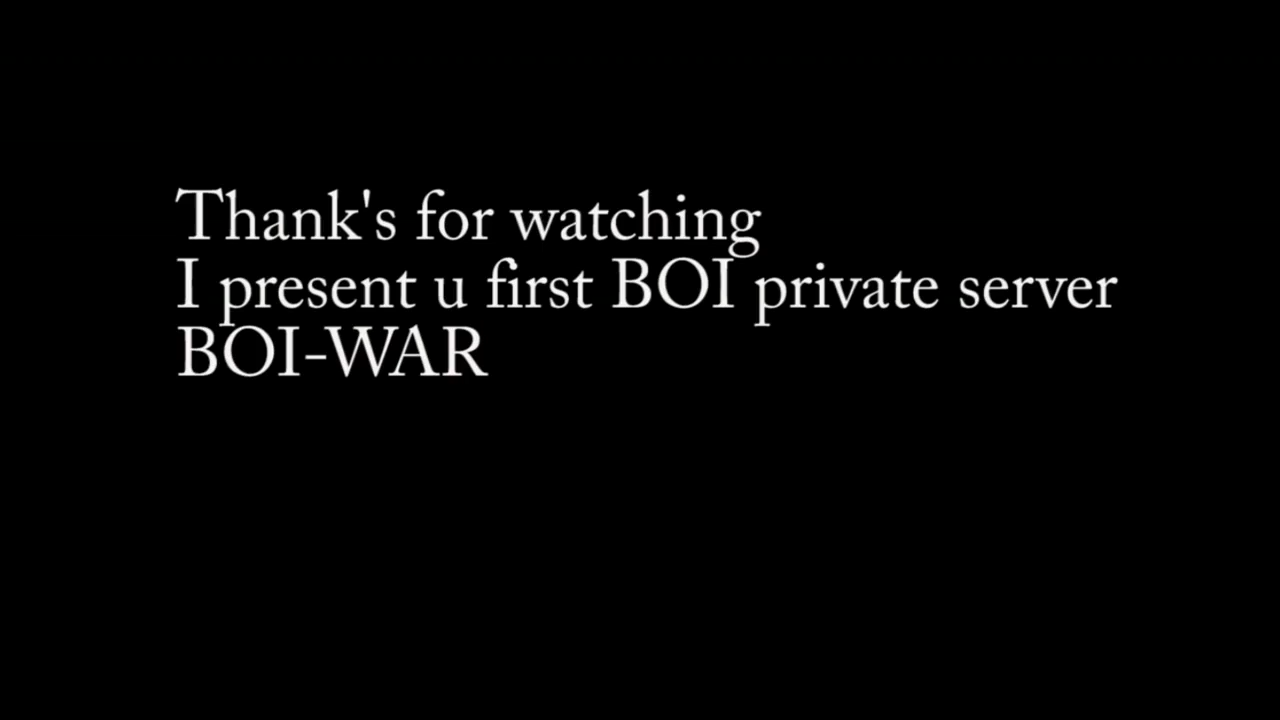 Thank's for watching
I present u first BOI private server
BOI-WAR